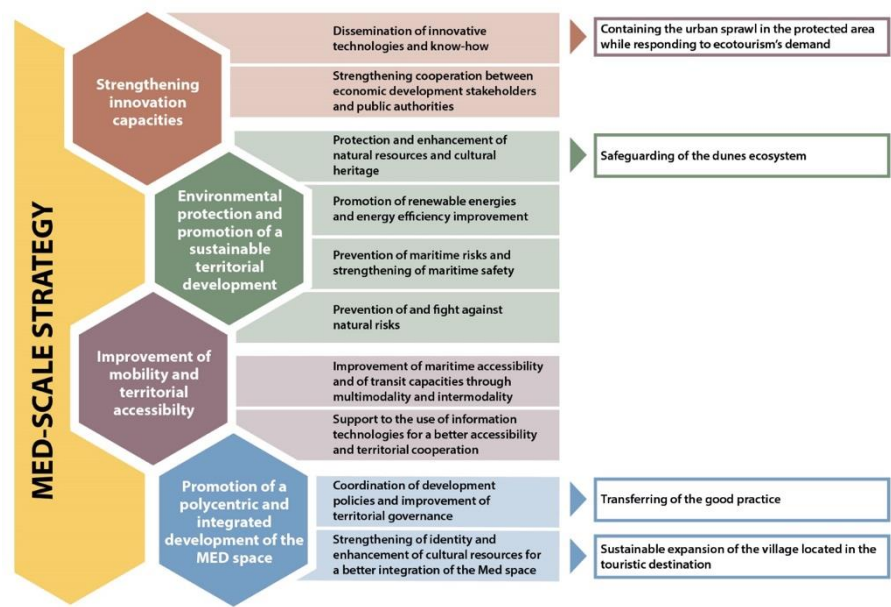 MED-SCALE STRATEGY
Strengthening
innovation
capacities
Dissemination of innovative
technologies and know-how
Containing the urban sprawl in the protected area
while responding to ecotourism's demand
Strengthening cooperation between
economic development stakeholders
and public authorities
Environmental
protection and
promotion of a
sustainable
territorial
development
Protection and enhancement of
natural resources and cultural
heritage
Safeguarding of the dunes ecosystem
Promotion of renewable energies
and energy efficiency improvement
Prevention of maritime risks and
strengthening of maritime safety
Prevention of and fight against
natural risks
Improvement of
mobility and
territorial
accessibilty
Improvement of maritime accessibility
and of transit capacities through
multimodality and intermodality
Support to the use of information
technologies for a better accessibility
and territorial cooperation
Promotion of a
polycentric and
integrated
development of the
MED space
Coordination of development
policies and improvement of
territorial governance
Transferring of the good practice
Strengthening of identity and
enhancement of cultural resources for
a better integration of the Med space
Sustainable expansion of the village located in the
touristic destination